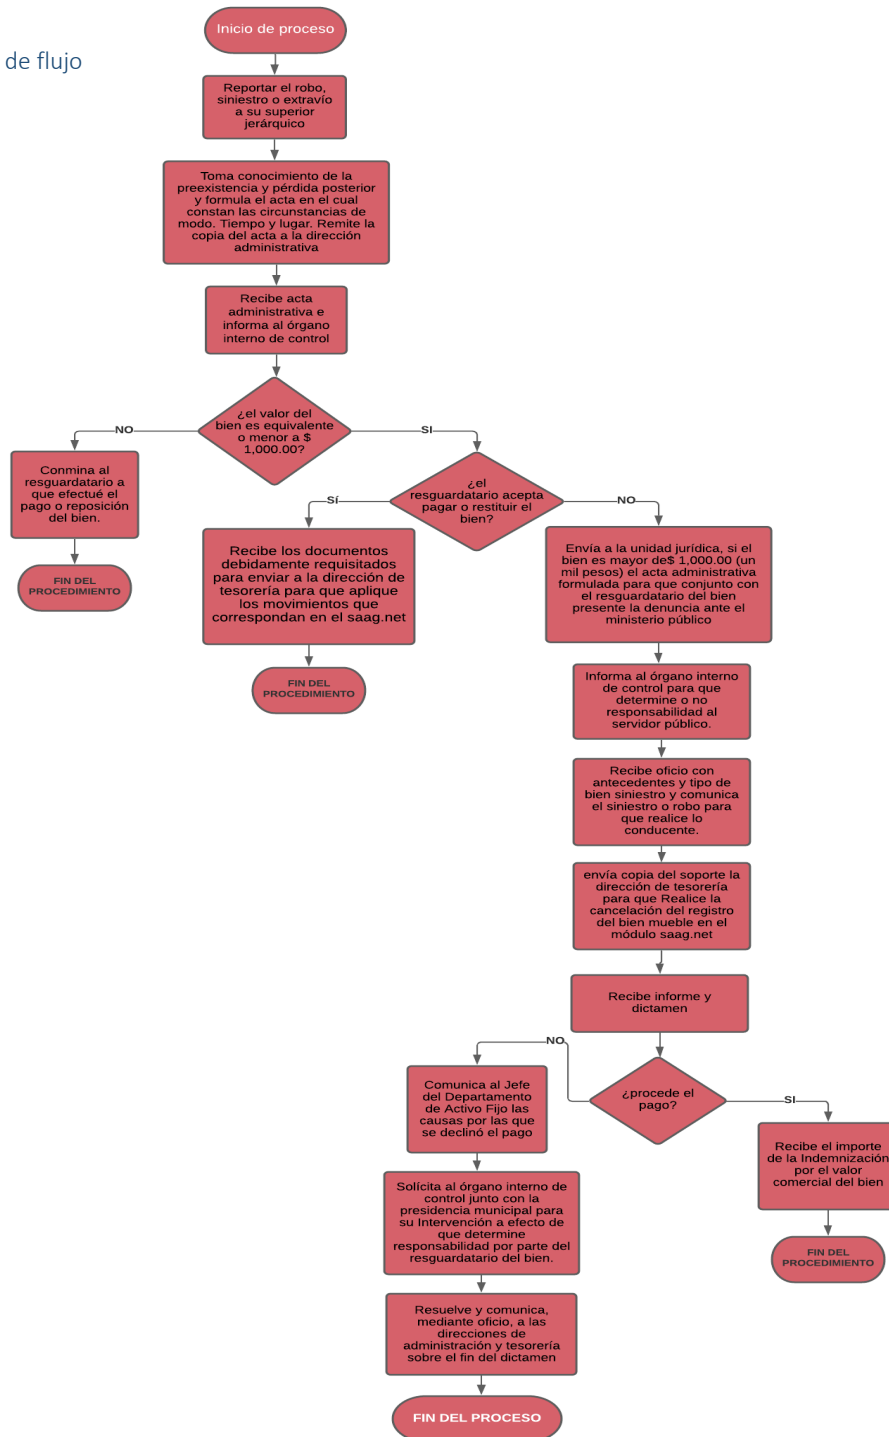 Inicio de proceso
de flujo
Reportar el robo,
siniestro o extravío
a su superior
jerárquico
Toma conocimiento de la
preexistencia y pérdida posterior
y formula el acta en el cual
constan las circunstancias de
modo. Tiempo y lugar. Remite la
copia del acta a la dirección
administrativa
Recibe acta
administrativa e
informa al órgano
interno de control
¿el valor del
bien es equivalente
o menor a $
1,000.00?
NO
SI
Conmina al
resguardatario a
que efectué el
pago o reposición
del bien.
FIN DEL
PROCEDIMIENTO
¿el
resguardatario acepta
pagar o restituir el
bien?
Sí
NO
Recibe los documentos
debidamente requisitados
para enviar a la dirección de
tesorería para que aplique
los movimientos que
correspondan en el saag.net
FIN DEL
PROCEDIMIENTO
Envía a la unidad jurídica, si el
bien es mayor de$ 1,000.00 (un
mil pesos) el acta administrativa
formulada para que conjunto con
el resguardatario del bien
presente la denuncia ante el
ministerio público
Informa al órgano interno
de control para que
determine o no
responsabilidad al
servidor público.
Recibe oficio con
antecedentes y tipo de
bien siniestro y comunica
el siniestro o robo para
que realice lo
conducente.
envía copia del soporte la
dirección de tesorería
para que Realice la
cancelación del registro
del bien mueble en el
módulo saag.net
Recibe informe y
dictamen
¿procede el
pago?
NO
SI
Comunica al Jefe
del Departamento
de Activo Fijo las
causas por las que
se declinó el pago
Recibe el importe
de la Indemnización
por el valor
comercial del bien
FIN DEL
PROCEDIMIENTO
Solícita al órgano interno de
control junto con la
presidencia municipal para
su Intervención a efecto de
que determine
responsabilidad por parte del
resguardatario del bien.
Resuelve y comunica,
mediante oficio, a las
direcciones de
administración y tesorería
sobre el fin del dictamen
FIN DEL PROCESO